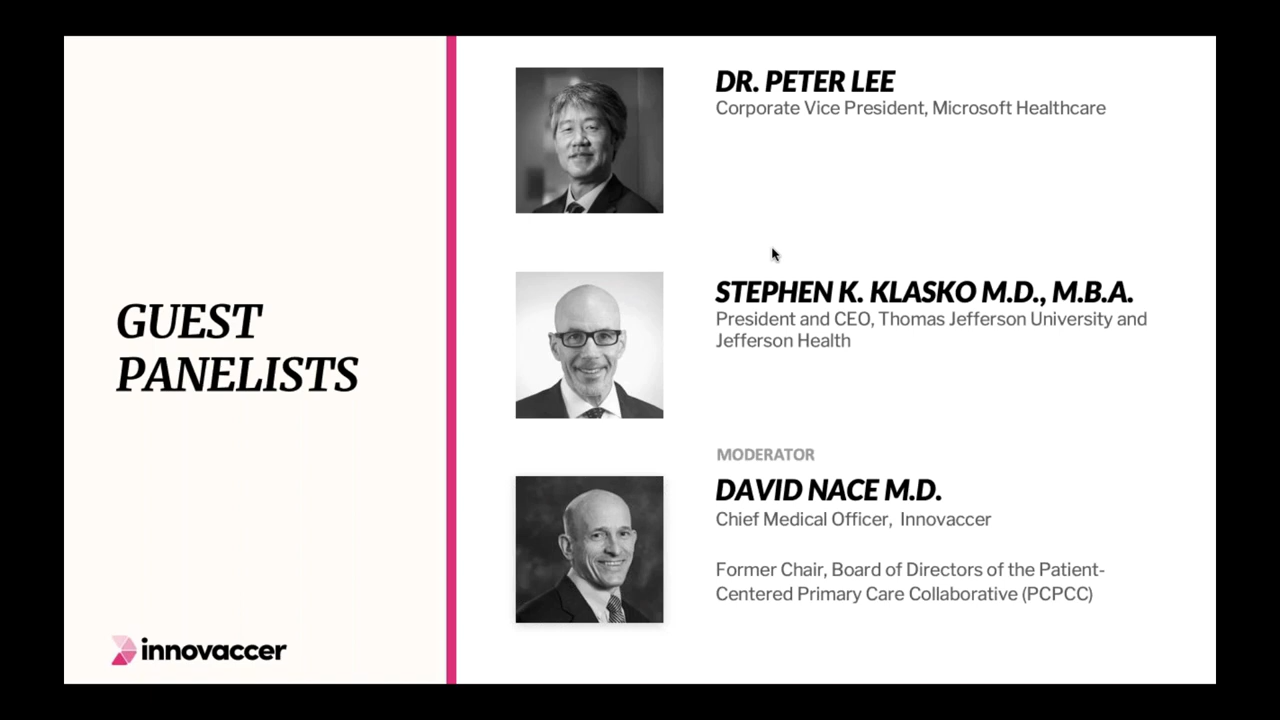 GUEST
PANELISTS
innovaccer
DR. PETER LEE
Corporate Vice President, Microsoft Healthcare
STEPHEN K. KLASKO M.D., M.B.A.
President and CEO, Thomas Jefferson University and
Jefferson Health
MODERATOR
DAVID NACE M.D.
Chief Medical Officer, Innovaccer
Former Chair, Board of Directors of the Patient-
Centered Primary Care Collaborative (PCPCC)